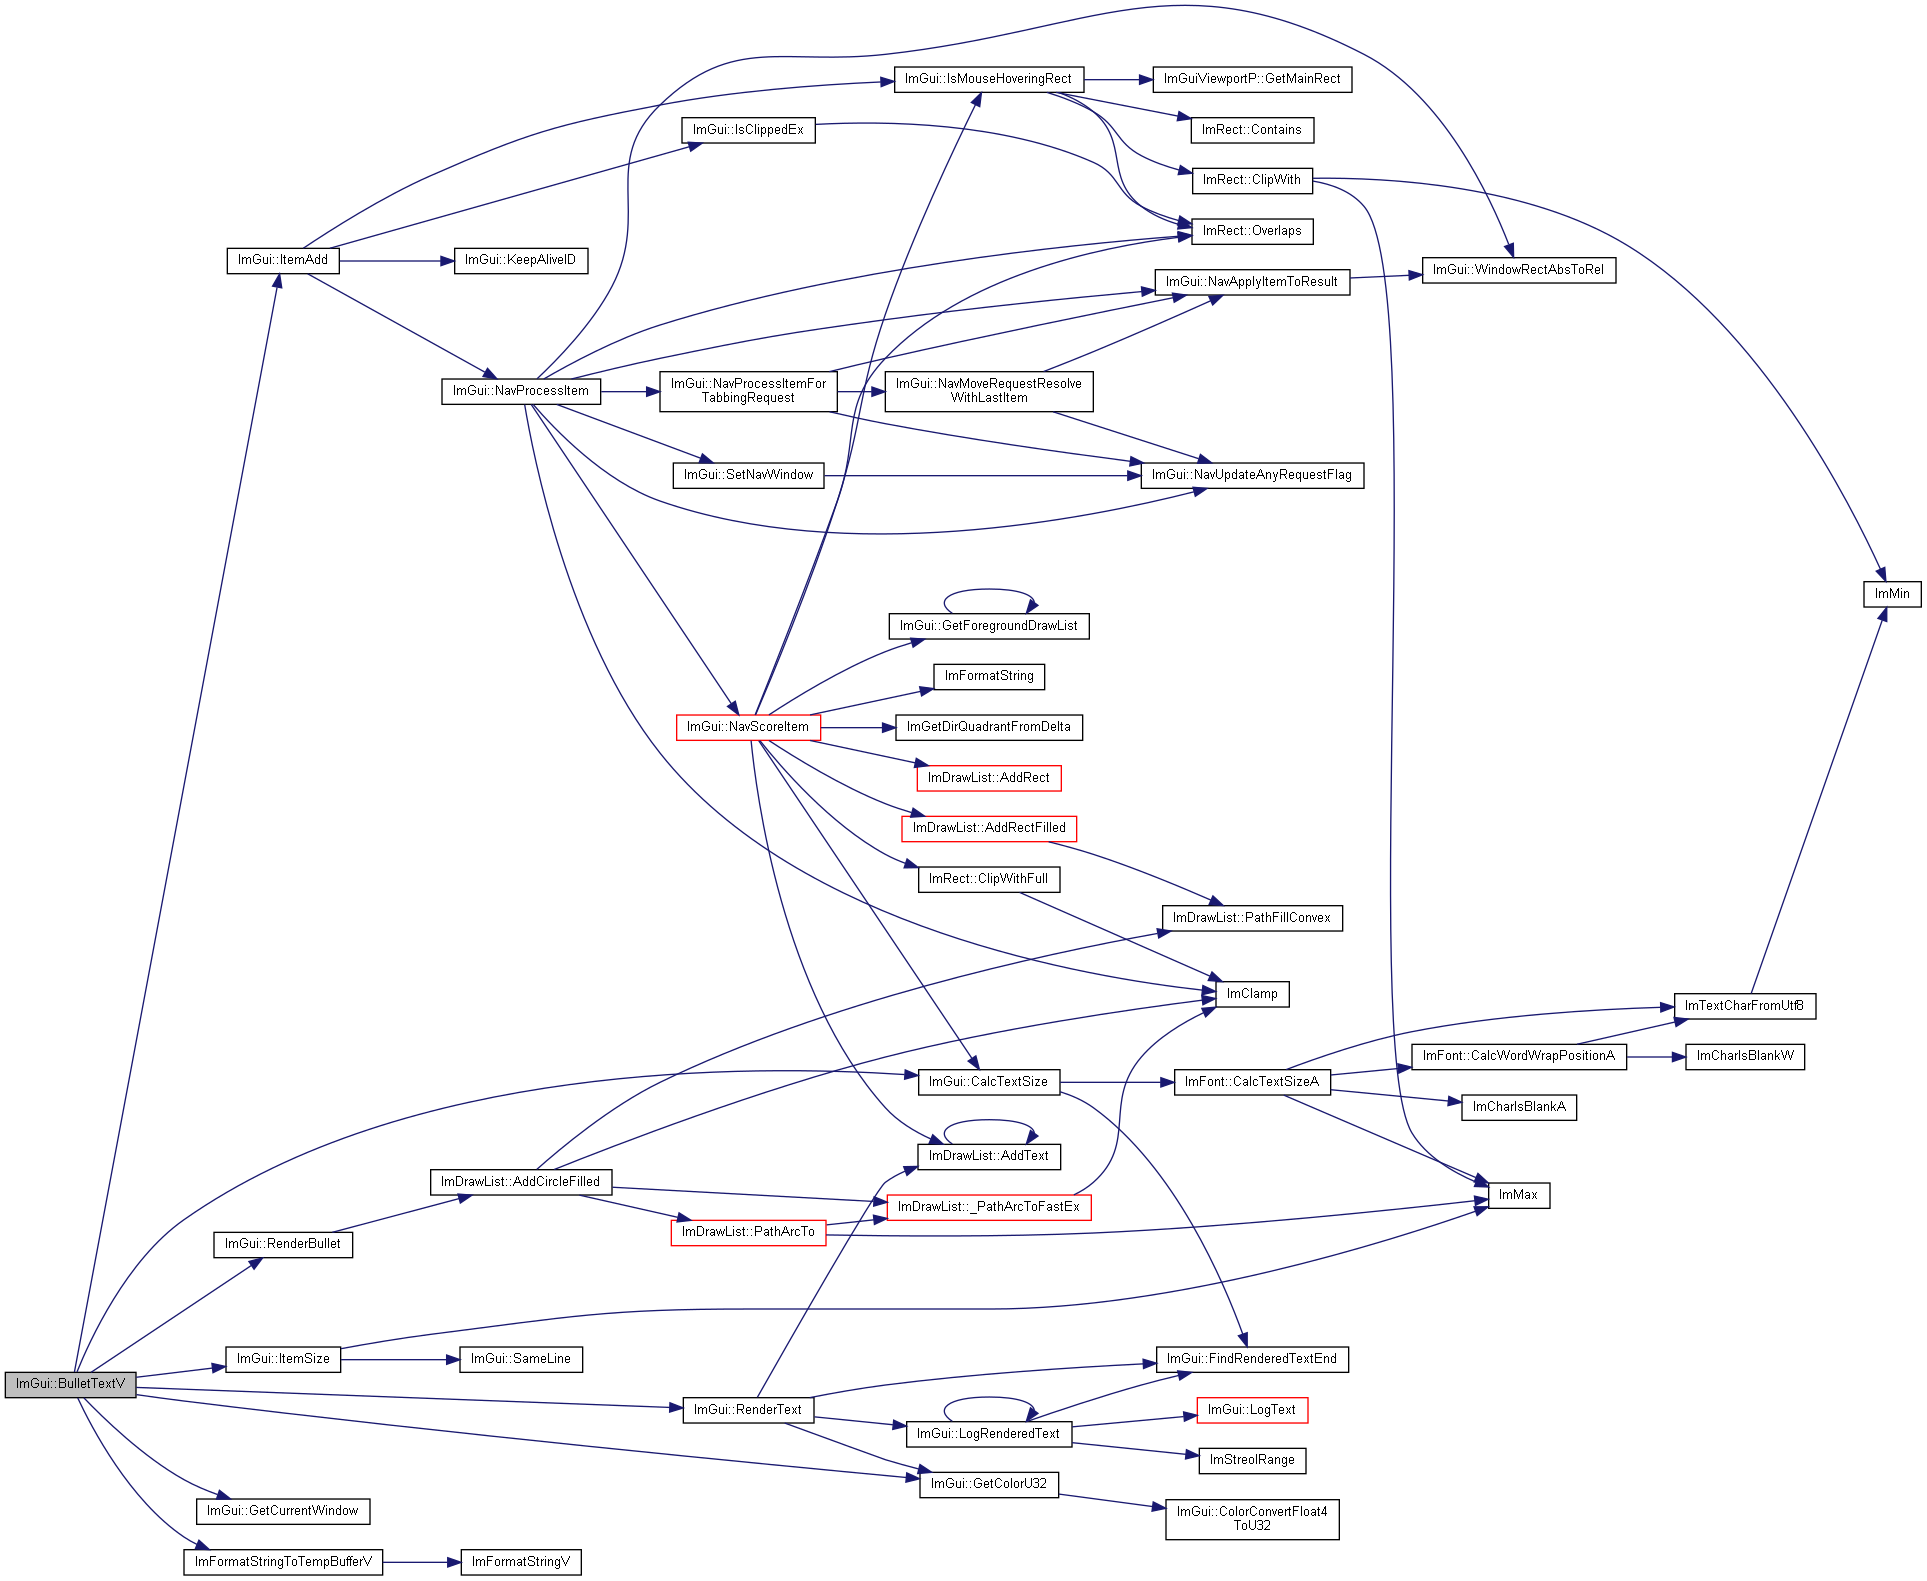 ImGui::IsMouseHoveringRect
ImGuiViewportP::GetMainRect
ImGui::IsClippedEx
ImRect::Contains
ImRect::ClipWith
ImRect::Overlaps
ImGui::ItemAdd
ImGui::KeepAliveID
ImGui::WindowRectAbsToRel
ImGui::NavApplyItemToResult
ImGui::NavProcessItem
ImGui::NavProcessItemFor
TabbingRequest
ImGui::NavMoveRequestResolve
WithLastItem
ImGui::SetNavWindow
ImGui::NavUpdateAnyRequestFlag
ImMin
ImGui::GetForegroundDrawList
ImFormatString
ImGui::NavScoreItem
ImGetDirQuadrantFromDelta
ImDrawList::AddRect
ImDrawList::AddRectFilled
ImRect::ClipWithFull
ImDrawList::PathFillConvex
ImClamp
ImTextCharFromUtf8
ImFont::CalcWordWrapPositionA
ImCharIsBlankW
ImGui::CalcTextSize
ImFont::CalcTextSizeA
ImCharIsBlankA
ImDrawList::AddText
ImDrawList::AddCircleFilled
ImDrawList::_PathArcToFastEx
ImMax
ImDrawList::PathArcTo
ImGui::RenderBullet
ImGui::ItemSize
ImGui::SameLine
ImGui::FindRenderedTextEnd
ImGui::BulletTextV
ImGui::RenderText
ImGui::LogText
ImGui::LogRenderedText
ImStreolRange
ImGui::GetColorU32
ImGui::GetCurrentWindow
ImGui::ColorConvertFloat4
ToU32
ImFormatStringToTempBufferV
ImFormatStringV